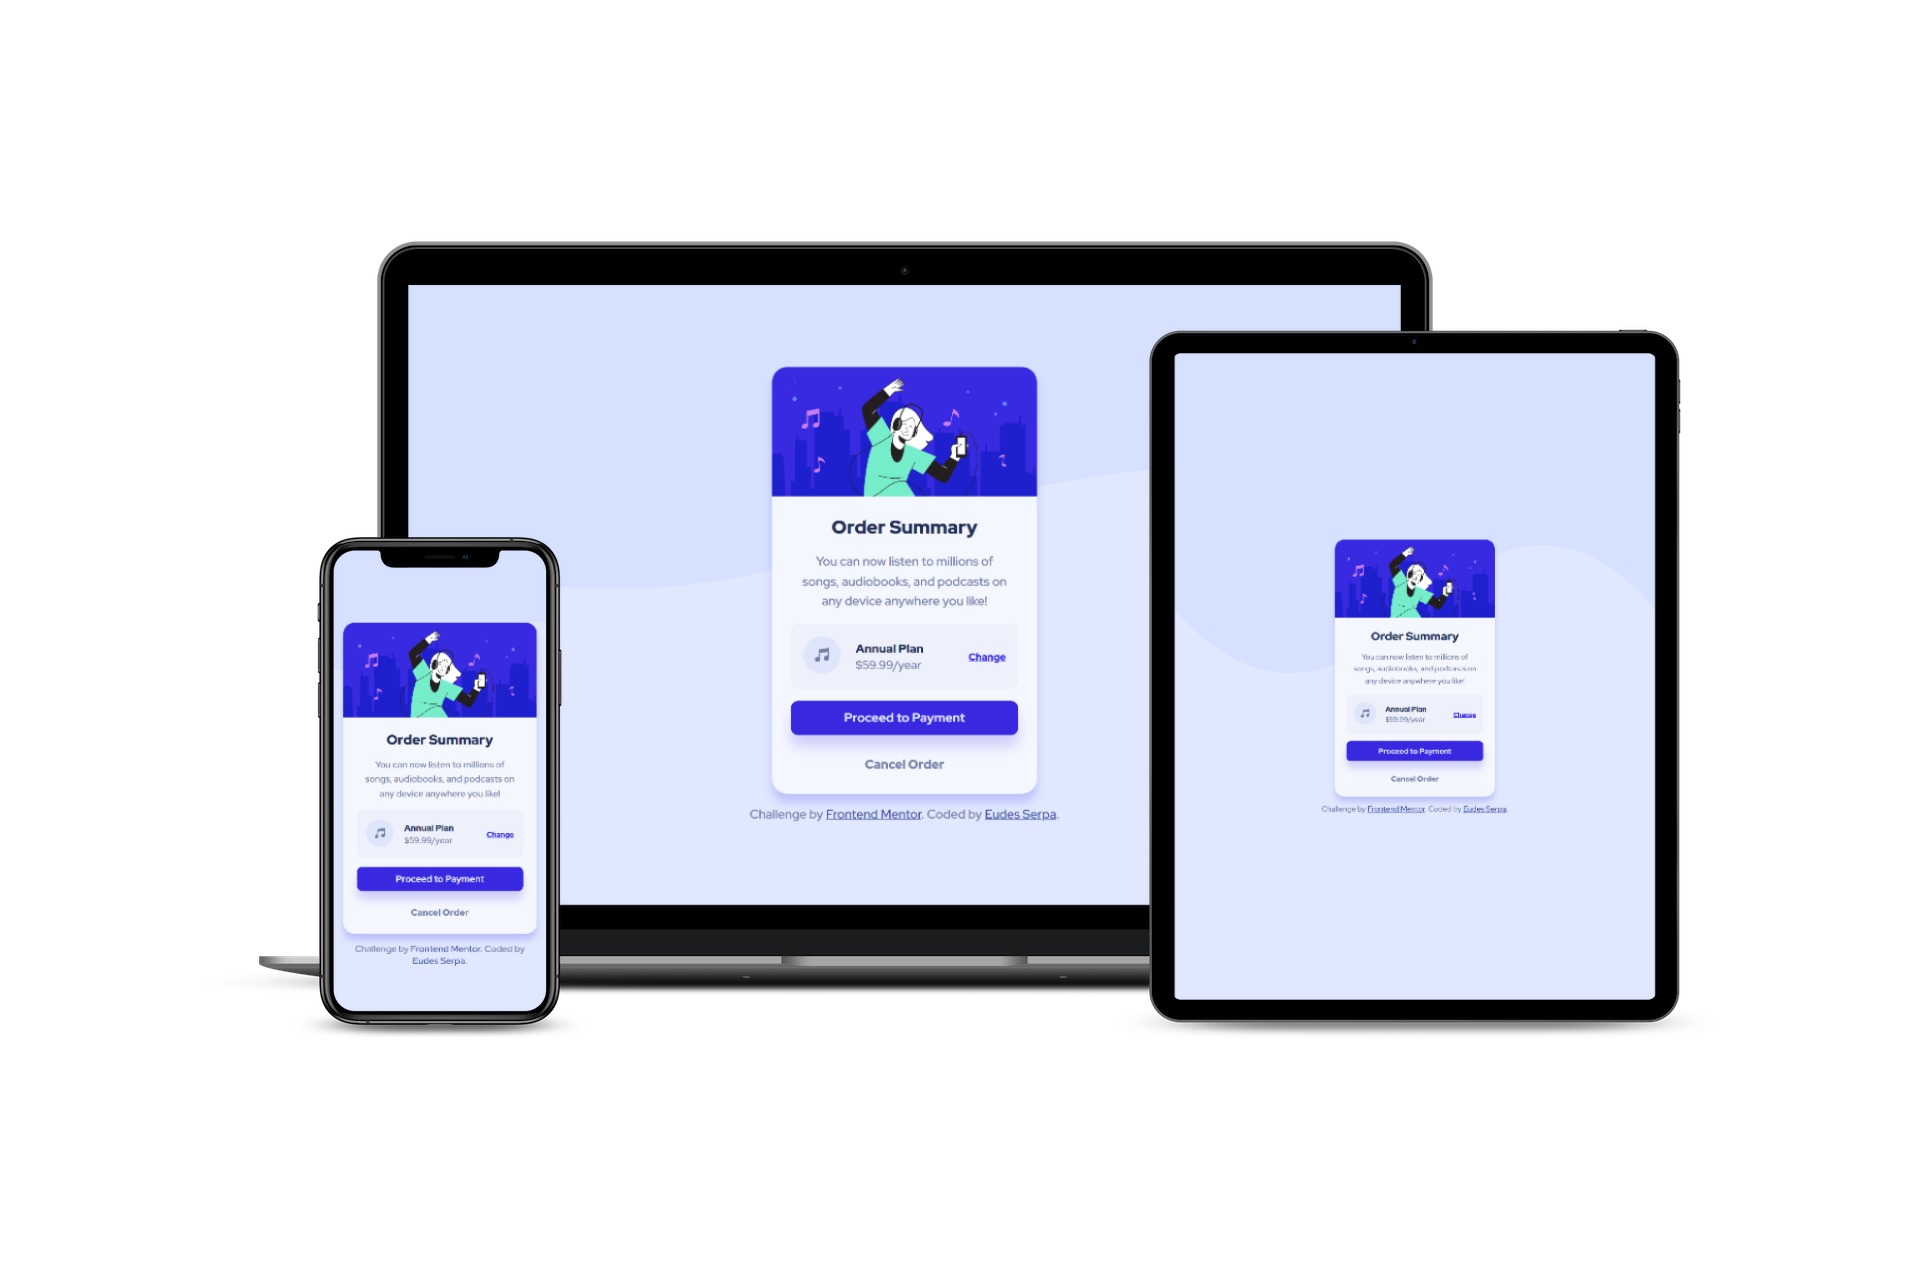 Order Summary
You can now listen to millions of
songs, audiobooks, and podcasts on
any device anywhere you like!
Annual Plan
$59.99/year
Change
Proceed to Payment
Cancel Order
Challenge by Frontend Mentor. Coded by Eudes Serpa.
Order Summary
You can now listen to millions of
songs, audiobooks, and podcasts on
any device anywhere you like!
Annual Plan
$59.99/year
Change
Proceed to Payment
Cancel Order
Challenge by Frontend Mentor. Coded by
Eudes Serpa.
Order Summary
You can now listen to millions of
songs, audiobooks, and podcasts on
any device anywhere you like!
Annual Plan
$59.99/year
Change
Proceed to Payment
Cancel Order
Challenge by Frontend Mentor. Coded by Eudes Serpa.